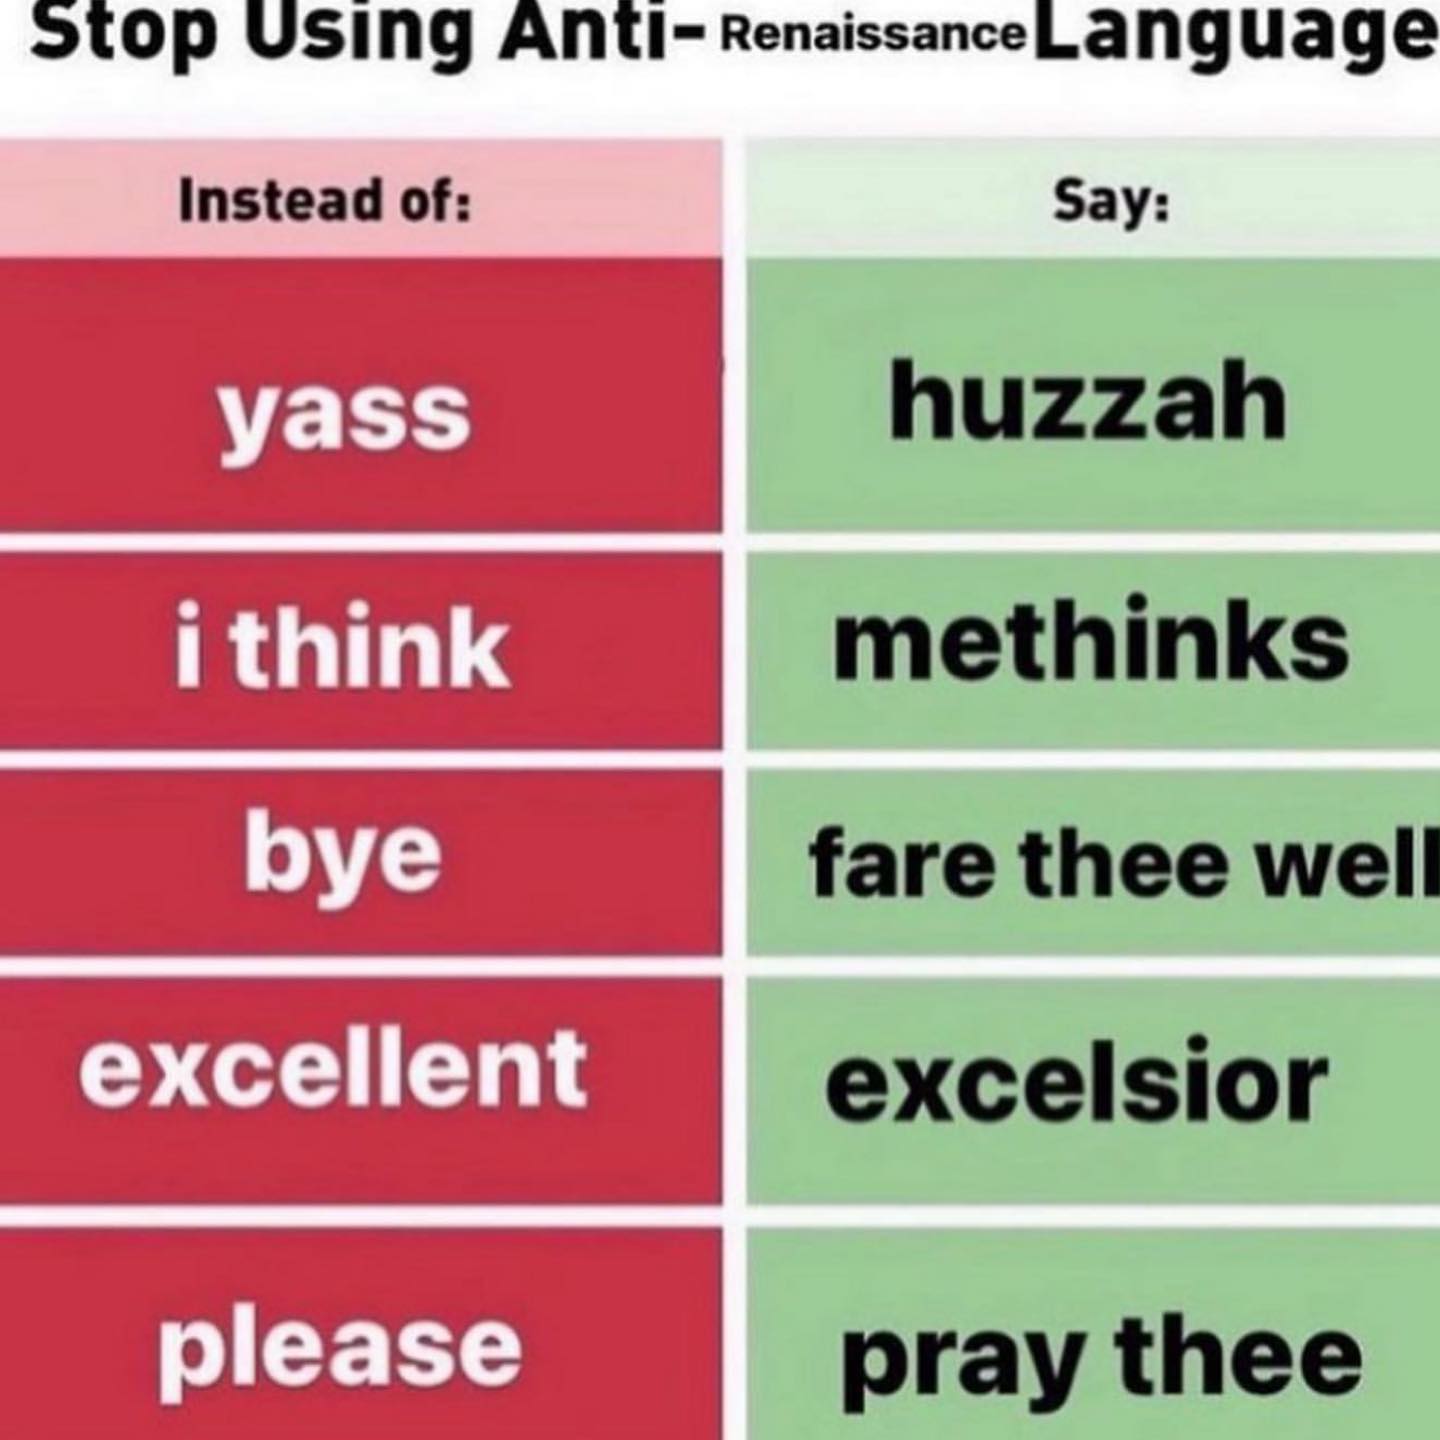 Stop Using Anti-Renaissance Language
Instead of: Say:
yass huzzah
i think methinks
bye fare thee well
excellent excelsior
please pray thee